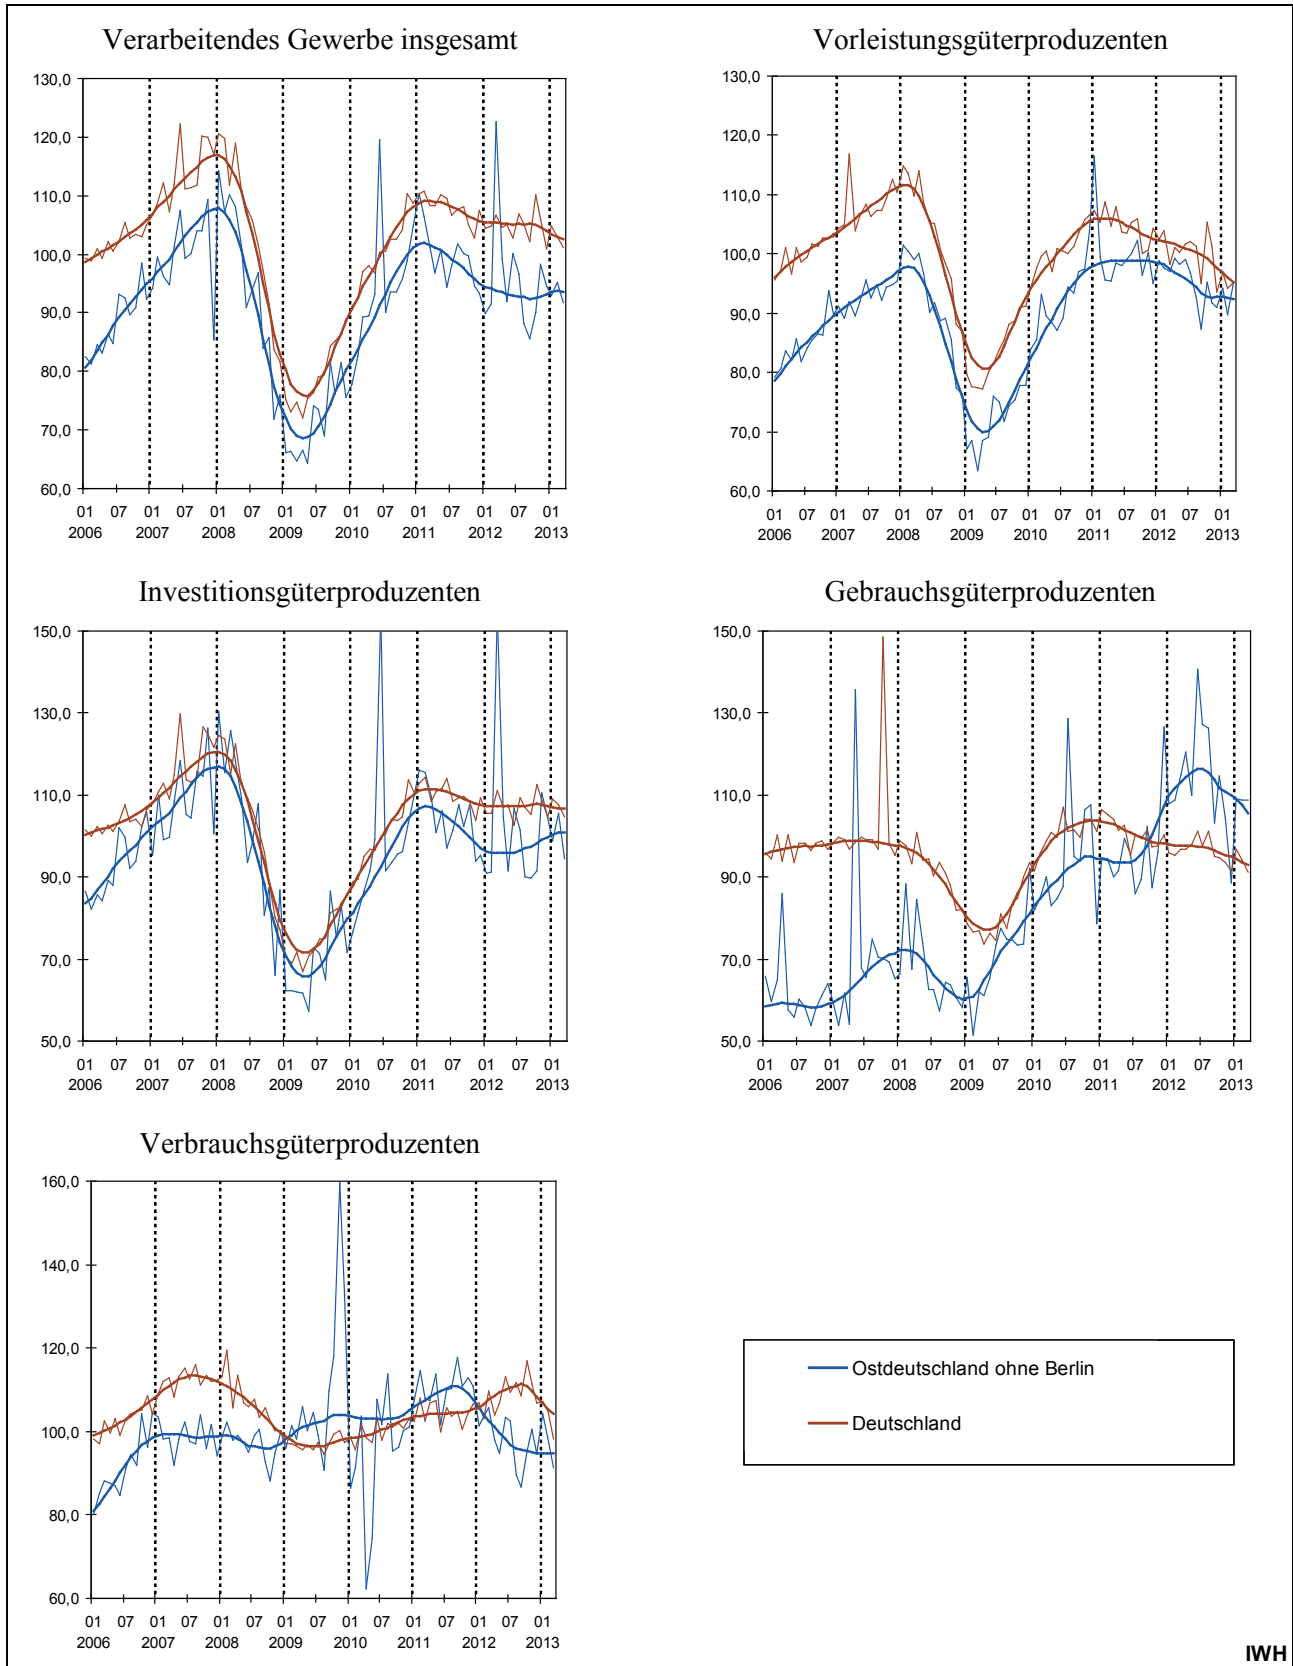 Verarbeitendes Gewerbe insgesamt
130,0
120,0
110,0
100,0
90,0
80,0
70,0
60,0
01 07 01 07 01 07 01 07 01 07 01 07 01 07 01
2006 2007 2008 2009 2010 2011 2012 2013
Vorleistungsgüterproduzenten
130,0
120,0
110,0
100,0
90,0
80,0
70,0
60,0
01 07 01 07 01 07 01 07 01 07 01 07 01 07 01
2006 2007 2008 2009 2010 2011 2012 2013
Investitionsgüterproduzenten
150,0
130,0
110,0
90,0
70,0
50,0
01 07 01 07 01 07 01 07 01 07 01 07 01 07 01
2006 2007 2008 2009 2010 2011 2012 2013
Gebrauchsgüterproduzenten
150,0
130,0
110,0
90,0
70,0
50,0
01 07 01 07 01 07 01 07 01 07 01 07 01 07 01
2006 2007 2008 2009 2010 2011 2012 2013
Verbrauchsgüterproduzenten
160,0
140,0
120,0
100,0
80,0
60,0
01 07 01 07 01 07 01 07 01 07 01 07 01 07 01
2006 2007 2008 2009 2010 2011 2012 2013
Ostdeutschland ohne Berlin
Deutschland
IWH